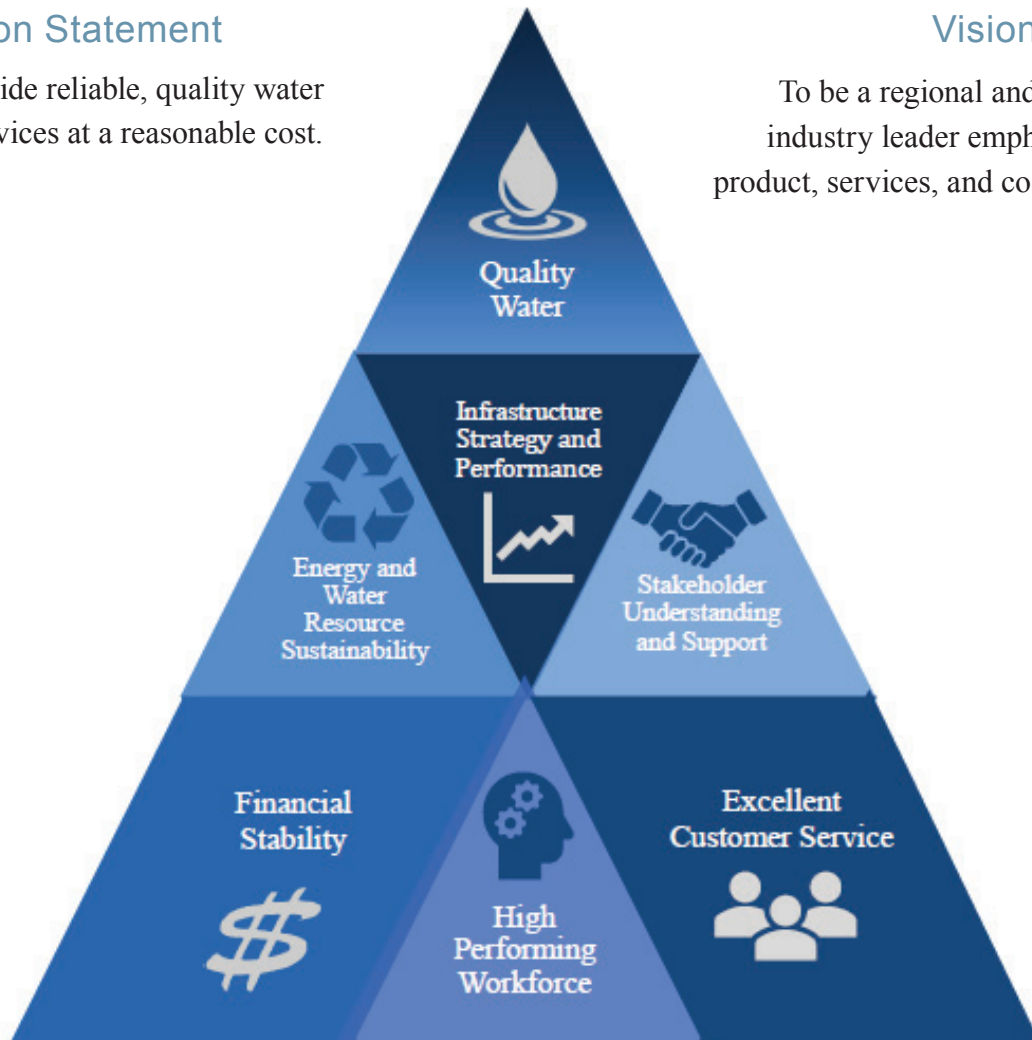 on Statement
ide reliable, quality water
vices at a reasonable cost.
Vision
To be a regional and
industry leader emph
product, services, and co
Quality
Water
Infrastructure
Strategy and
Performance
Energy and
Water
Resource
Sustainability
Stakeholder
Understanding
and Support
Financial
Stability
High
Performing
Workforce
Excellent
Customer Service